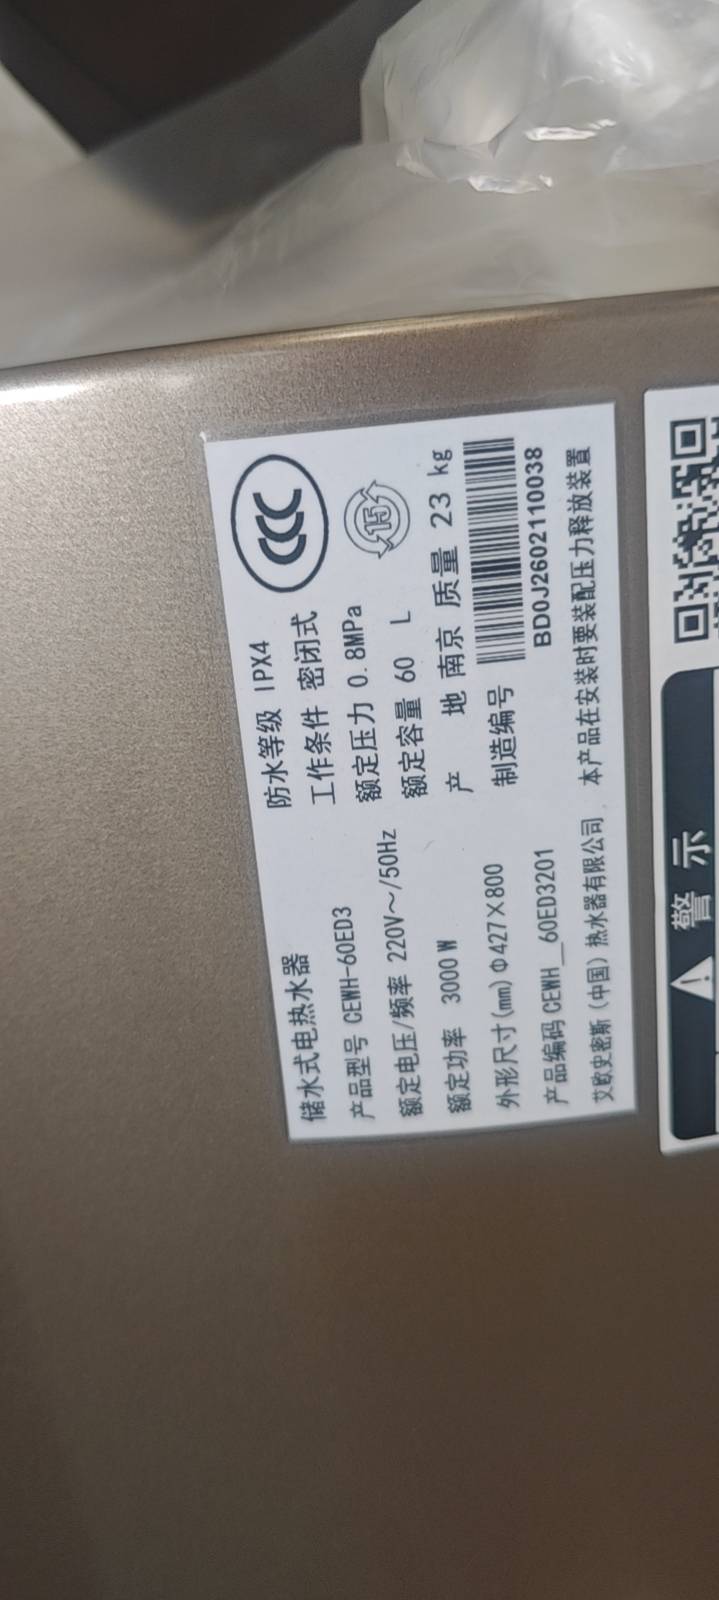 储水式电热水器
产品型号 CEWH-60ED3
额定电压/频率 220V～/50Hz
额定功率 3000W
外形尺寸(mm) Φ427×800
产品编码 CEWH_60ED3201
防水等级 IPX4
工作条件 密闭式
额定压力 0.8MPa
额定容量 60 L
产 地 南京 质量 23 kg
制造编号
BD0J2602110038
CCC
15
艾欧史密斯(中国)热水器有限公司. 本产品在安装时要装配压力释放装置
警示